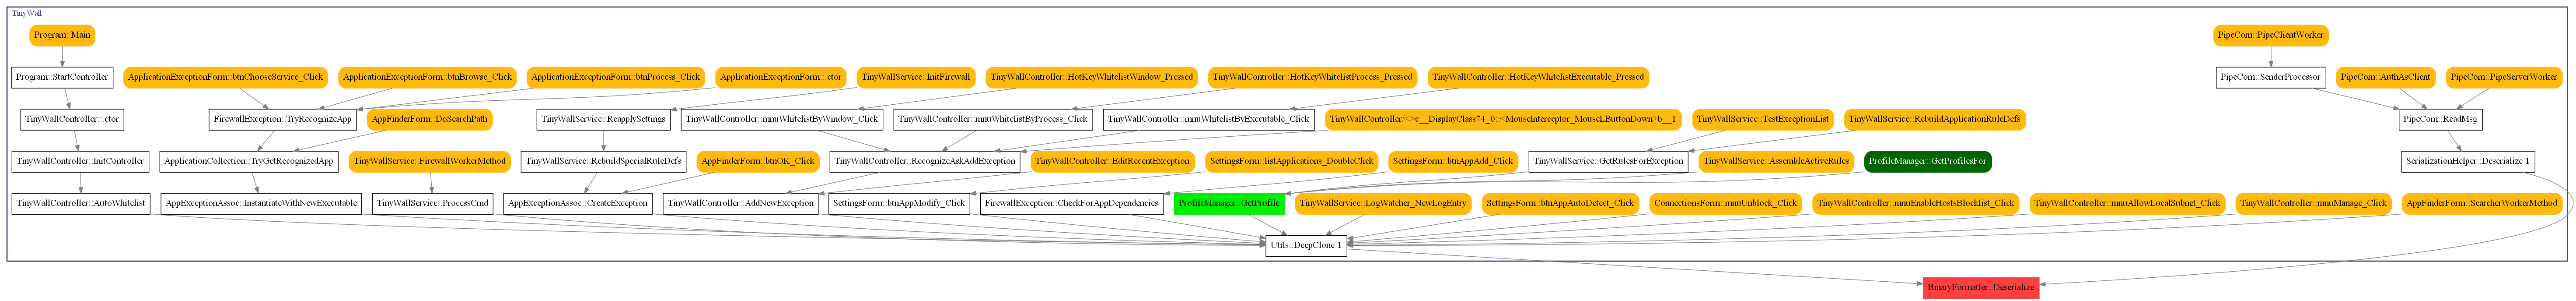 TinyWall
Program::Main
PipeCom::PipeClientWorker
Program::StartController
ApplicationExceptionForm::btnChooseService_Click
ApplicationExceptionForm::btnBrowse_Click
ApplicationExceptionForm::btnProcess_Click
ApplicationExceptionForm::.ctor
TinyWallService::InitFirewall
TinyWallController::HotKeyWhitelistWindow_Pressed
TinyWallController::HotKeyWhitelistProcess_Pressed
TinyWallController::HotKeyWhitelistExecutable_Pressed
PipeCom::SenderProcessor
PipeCom::AuthAsClient
PipeCom::PipeServerWorker
TinyWallController::.ctor
FirewallException::TryRecognizeApp
AppFinderForm::DoSearchPath
TinyWallService::ReapplySettings
TinyWallController::mnuWhitelistByWindow_Click
TinyWallController::mnuWhitelistByProcess_Click
TinyWallController::mnuWhitelistByExecutable_Click
TinyWallController/<>c__DisplayClass74_0::<MouseInterceptor_MouseLButtonDown>b__1
TinyWallService::TestExceptionList
TinyWallService::RebuildApplicationRuleDefs
PipeCom::ReadMsg
TinyWallController::InitController
ApplicationCollection::TryGetRecognizedApp
TinyWallService::FirewallWorkerMethod
TinyWallService::RebuildSpecialRuleDefs
AppFinderForm::btnOK_Click
TinyWallController::RecognizeAskAddException
TinyWallController::EditRecentException
SettingsForm::listApplications_DoubleClick
SettingsForm::btnAppAdd_Click
TinyWallService::GetRulesForException
TinyWallService::AssembleActiveRules
ProfileManager::GetProfilesFor
SerializationHelper::Deserialize`1
TinyWallController::AutoWhitelist
AppExceptionAssoc::InstantiateWithNewExecutable
TinyWallService::ProcessCmd
AppExceptionAssoc::CreateException
TinyWallController::AddNewException
SettingsForm::btnAppModify_Click
FirewallException::CheckForAppDependencies
ProfileManager::GetProfile
TinyWallService::LogWatcher_NewLogEntry
SettingsForm::btnAppAutoDetect_Click
ConnectionsForm::mnuUnblock_Click
TinyWallController::mnuEnableHostsBlocklist_Click
TinyWallController::mnuAllowLocalSubnet_Click
TinyWallController::mnuManage_Click
AppFinderForm::SearcherWorkerMethod
Utils::DeepClone`1
BinaryFormatter::Deserialize